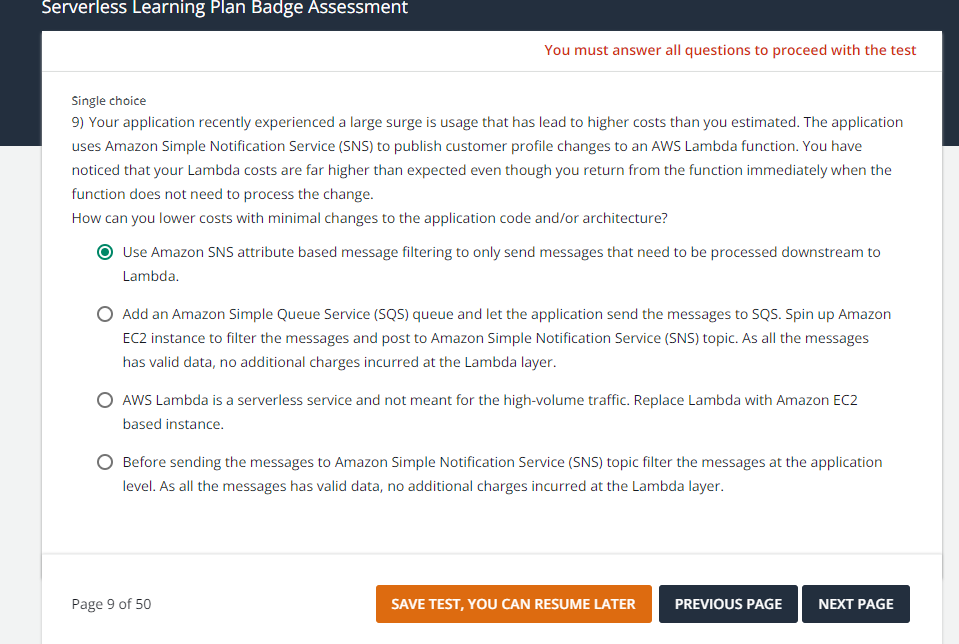 Serverless Learning Plan Badge Assessment
You must answer all questions to proceed with the test
Single choice
9) Your application recently experienced a large surge is usage that has lead to higher costs than you estimated. The application
uses Amazon Simple Notification Service (SNS) to publish customer profile changes to an AWS Lambda function. You have
noticed that your Lambda costs are far higher than expected even though you return from the function immediately when the
function does not need to process the change.
How can you lower costs with minimal changes to the application code and/or architecture?
Use Amazon SNS attribute based message filtering to only send messages that need to be processed downstream to
Lambda.
Add an Amazon Simple Queue Service (SQS) queue and let the application send the messages to SQS. Spin up Amazon
EC2 instance to filter the messages and post to Amazon Simple Notification Service (SNS) topic. As all the messages
has valid data, no additional charges incurred at the Lambda layer.
AWS Lambda is a serverless service and not meant for the high-volume traffic. Replace Lambda with Amazon EC2
based instance.
Before sending the messages to Amazon Simple Notification Service (SNS) topic filter the messages at the application
level. As all the messages has valid data, no additional charges incurred at the Lambda layer.
Page 9 of 50
SAVE TEST, YOU CAN RESUME LATER
PREVIOUS PAGE
NEXT PAGE